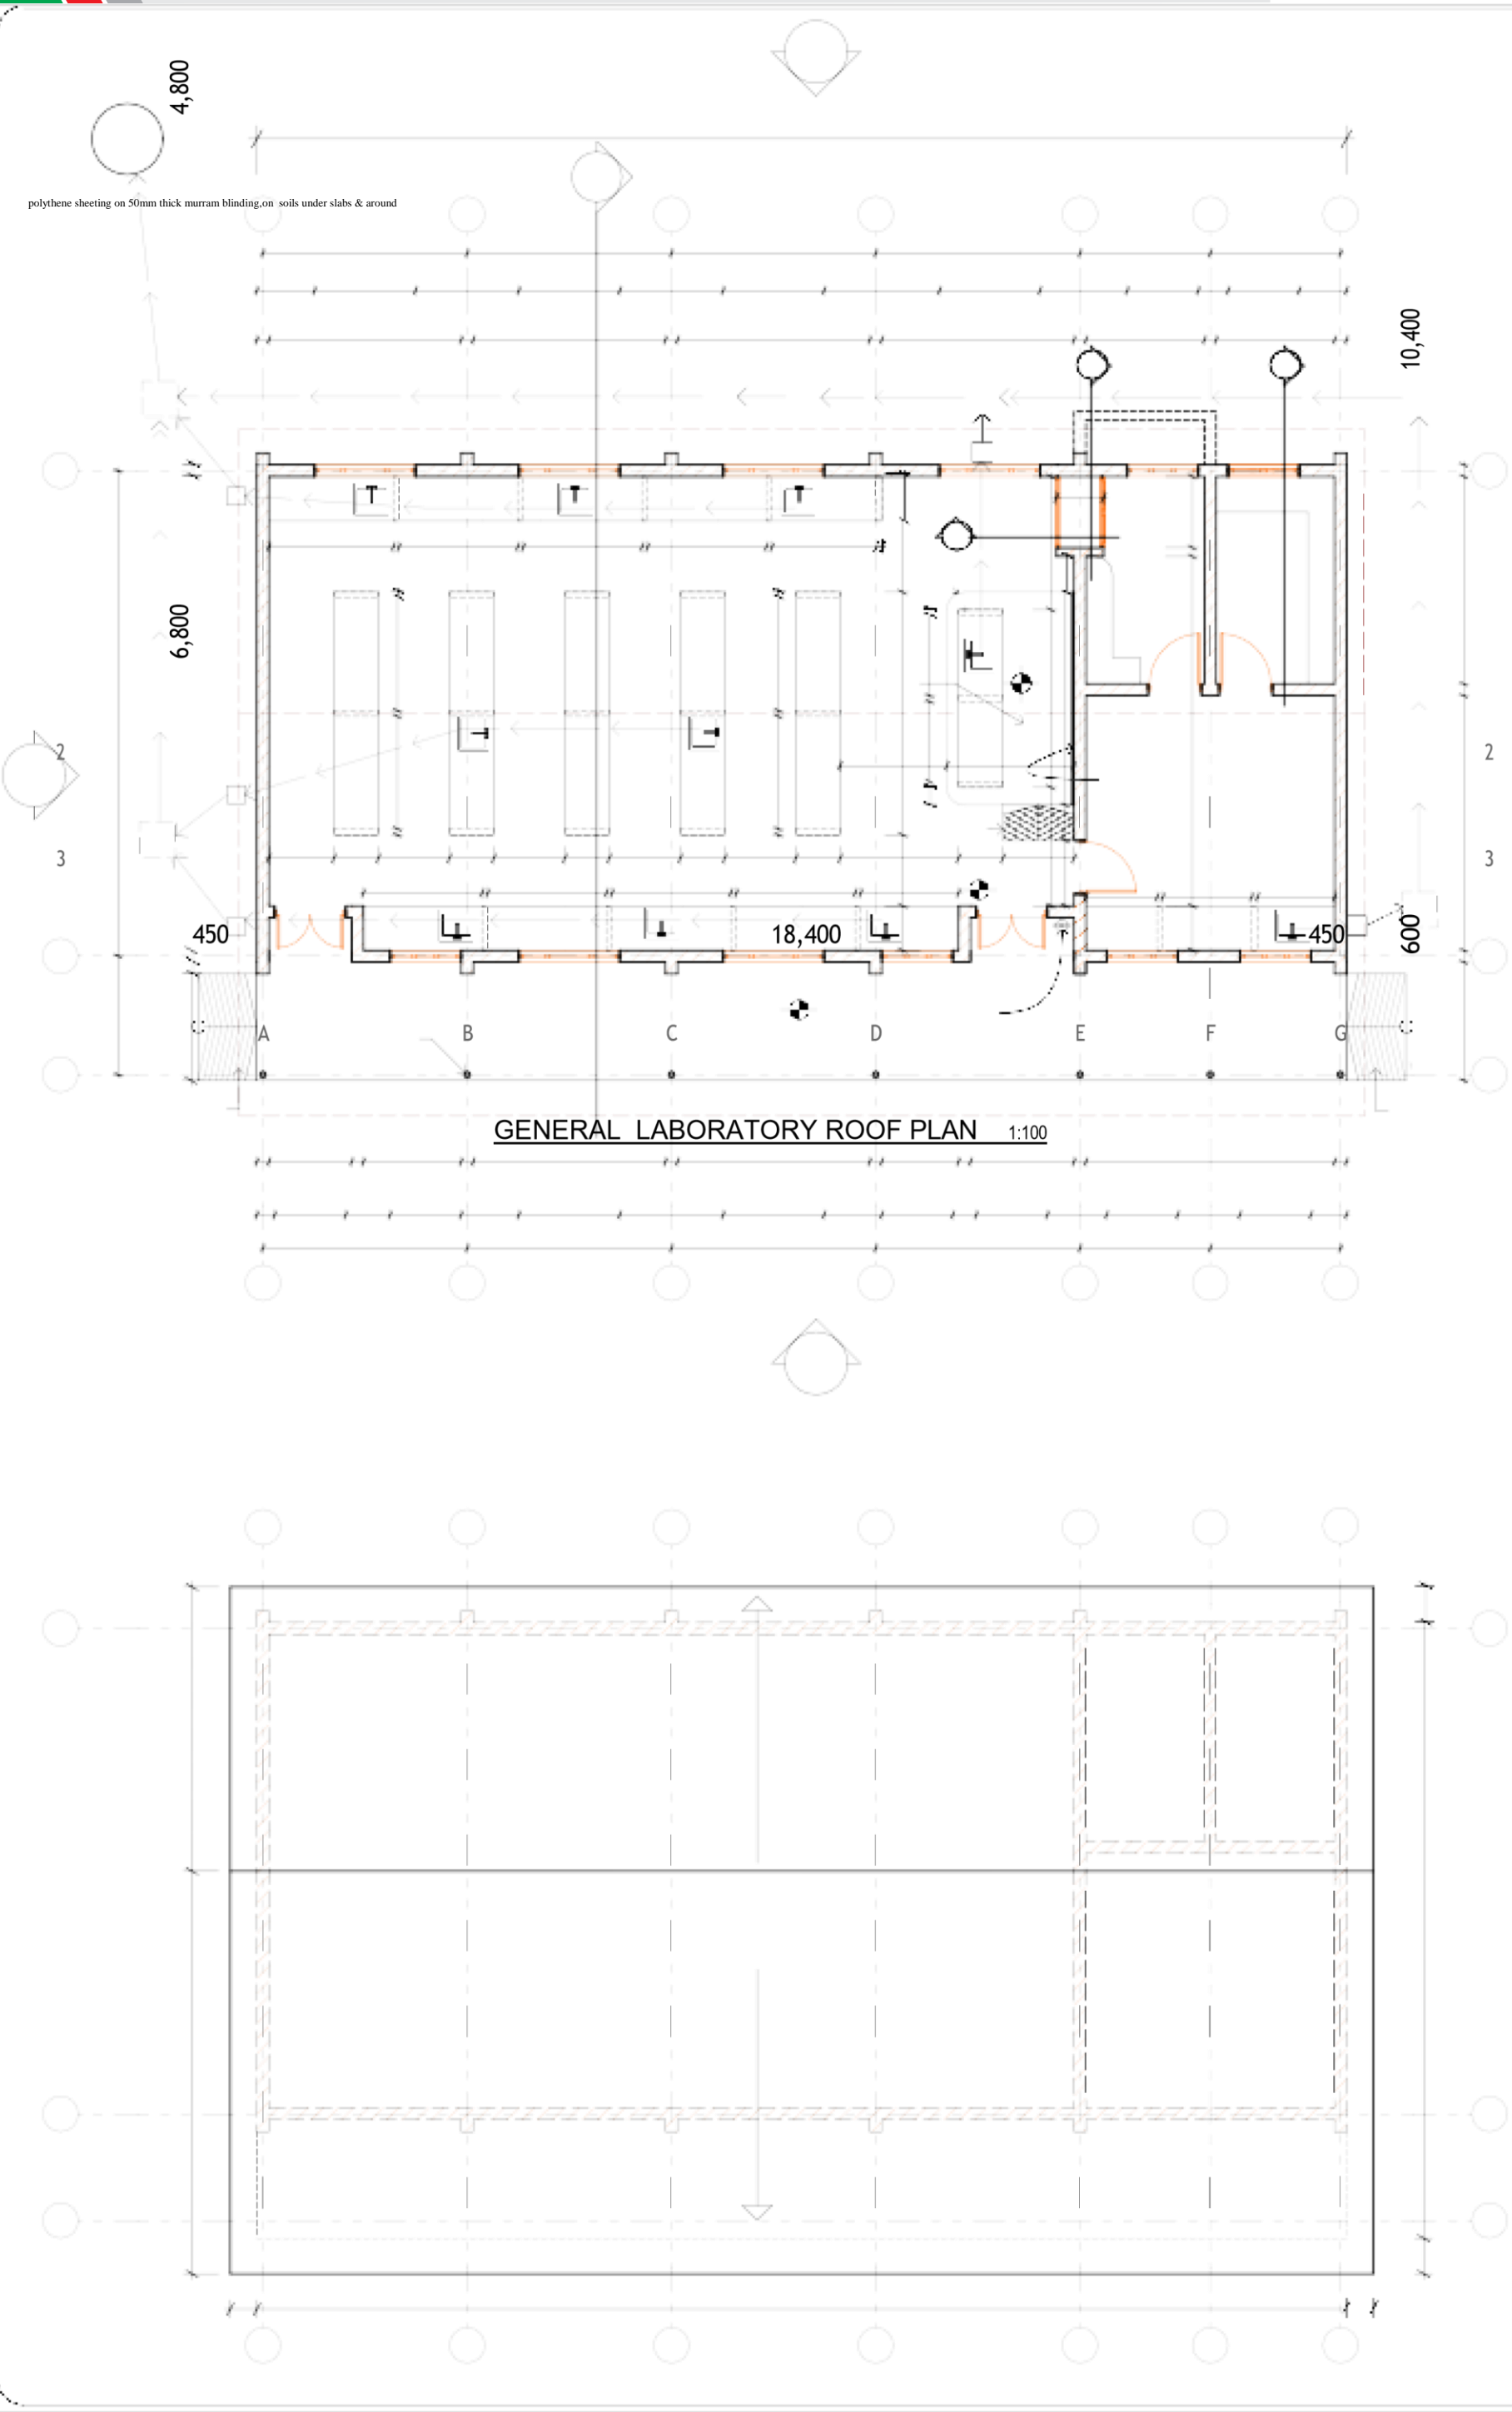 4,800
polythene sheeting on 50mm thick murram blinding,on soils under slabs & around
10,400
6,800
2
2
3
3
450
18,400
450
600
A
B
C
D
E
F
G
GENERAL LABORATORY ROOF PLAN 1:100